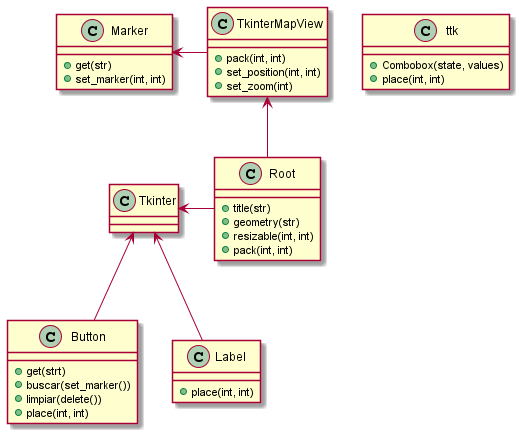 C Marker
get(str)
set_marker(int, int)
C TkinterMapView
pack(int, int)
set_position(int, int)
set_zoom(int)
C ttk
Combobox(state, values)
place(int, int)
C Tkinter
C Root
title(str)
geometry(str)
resizable(int, int)
pack(int, int)
C Button
get(strt)
buscar(set_marker())
limpiar(delete())
place(int, int)
C Label
place(int, int)